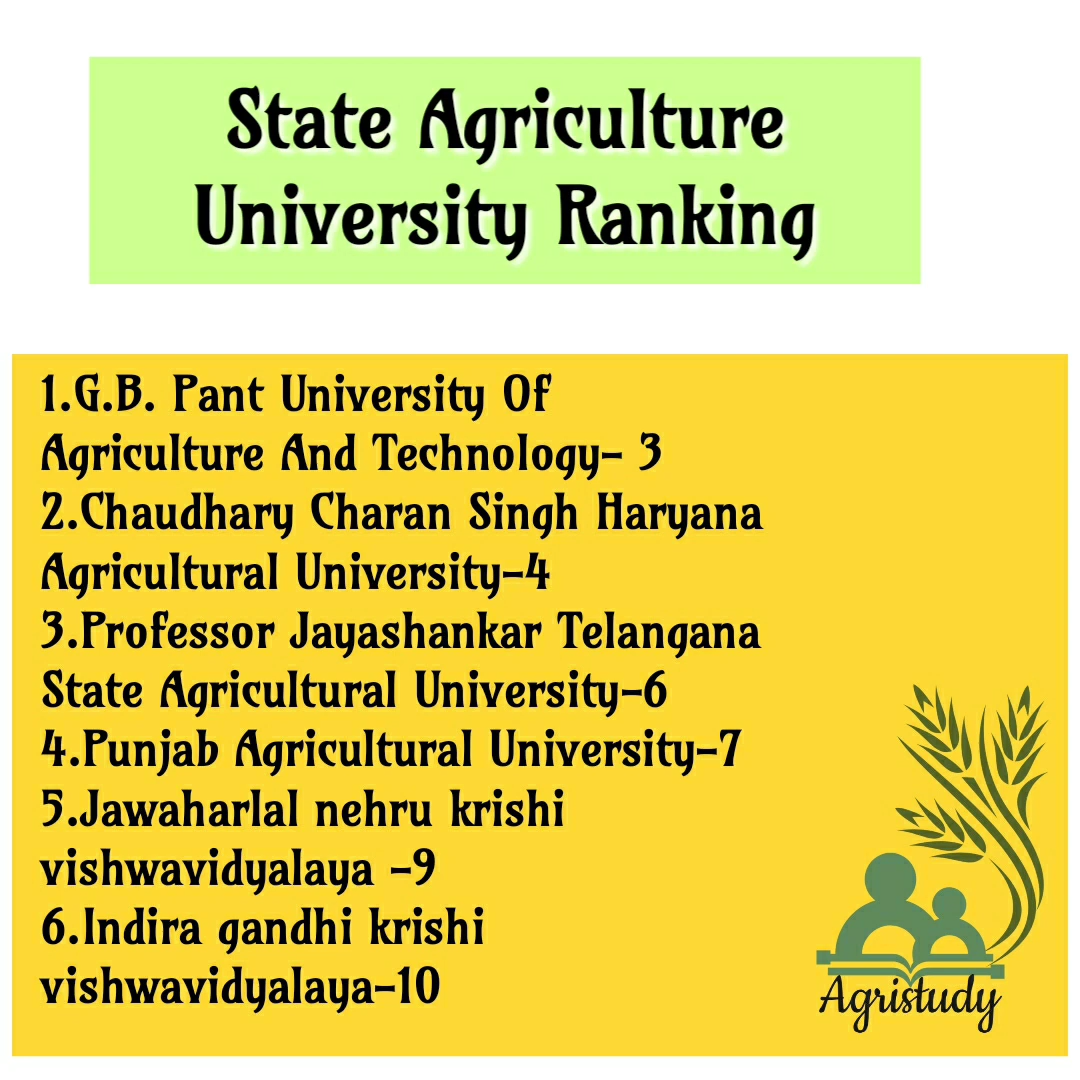 State Agriculture
University Ranking
1.G.B. Pant University Of
Agriculture And Technology- 3
2.Chaudhary Charan Singh Haryana
Agricultural University-4
3.Professor Jayashankar Telangana
State Agricultural University-6
4.Punjab Agricultural University-7
5.Jawaharlal nehru krishi
vishwavidyalaya -9
6.Indira gandhi krishi
vishwavidyalaya-10
Agristudy